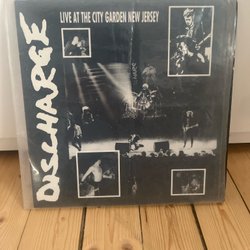 LIVE AT THE CITY GARDEN NEW JERSEY
DISCHARGE